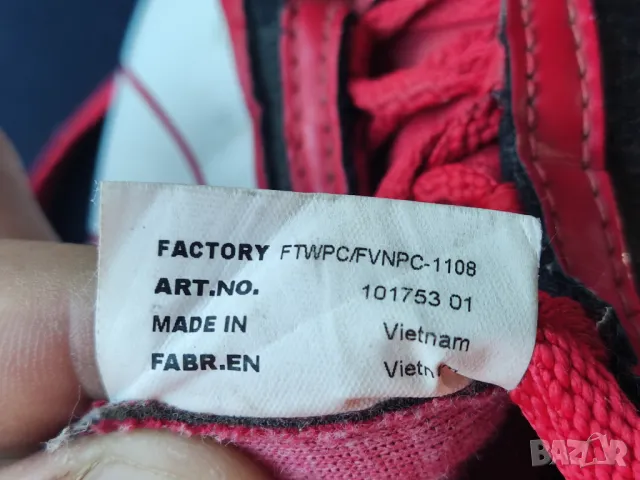 FACTORY FTWPC/FVNPC-1108
ART.NO. 101753 01
MADE IN Vietnam
FABR.EN
BAZAR